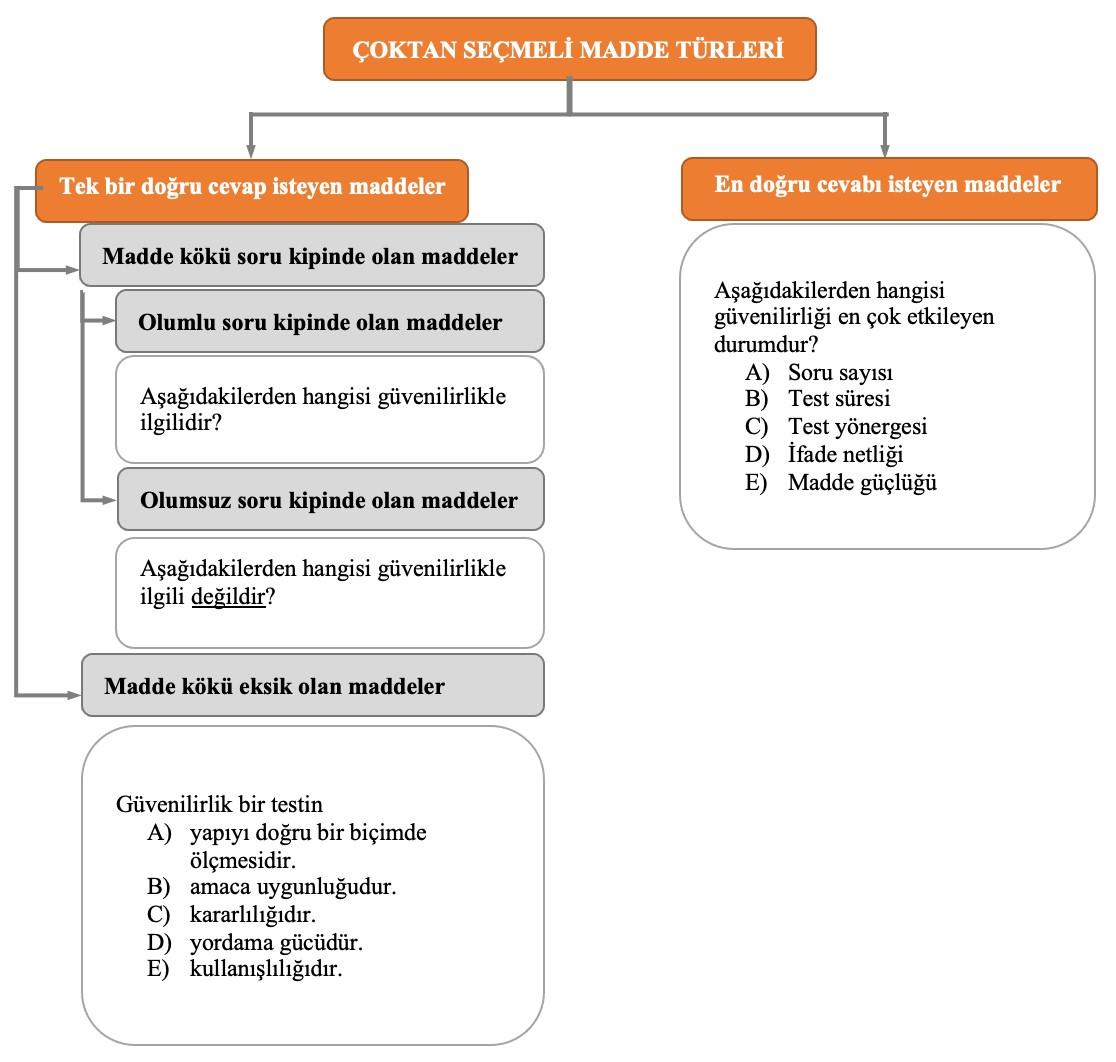 ÇOKTAN SEÇMELİ MADDE TÜRLERİ
Tek bir doğru cevap isteyen maddeler
Madde kökü soru kipinde olan maddeler
Olumlu soru kipinde olan maddeler
Aşağıdakilerden hangisi güvenilirlikle
ilgilidir?
Olumsuz soru kipinde olan maddeler
Aşağıdakilerden hangisi güvenilirlikle
ilgili değildir?
Madde kökü eksik olan maddeler
Güvenilirlik bir testin
A) yapıyı doğru bir biçimde
ölçmesidir.
B) amaca uygunluğudur.
C) kararlılığıdır.
D) yordama gücüdür.
E) kullanışlılığıdır.
En doğru cevabı isteyen maddeler
Aşağıdakilerden hangisi
güvenilirliği en çok etkileyen
durumdur?
A) Soru sayısı
B) Test süresi
C) Test yönergesi
D) İfade netliği
E) Madde güçlüğü